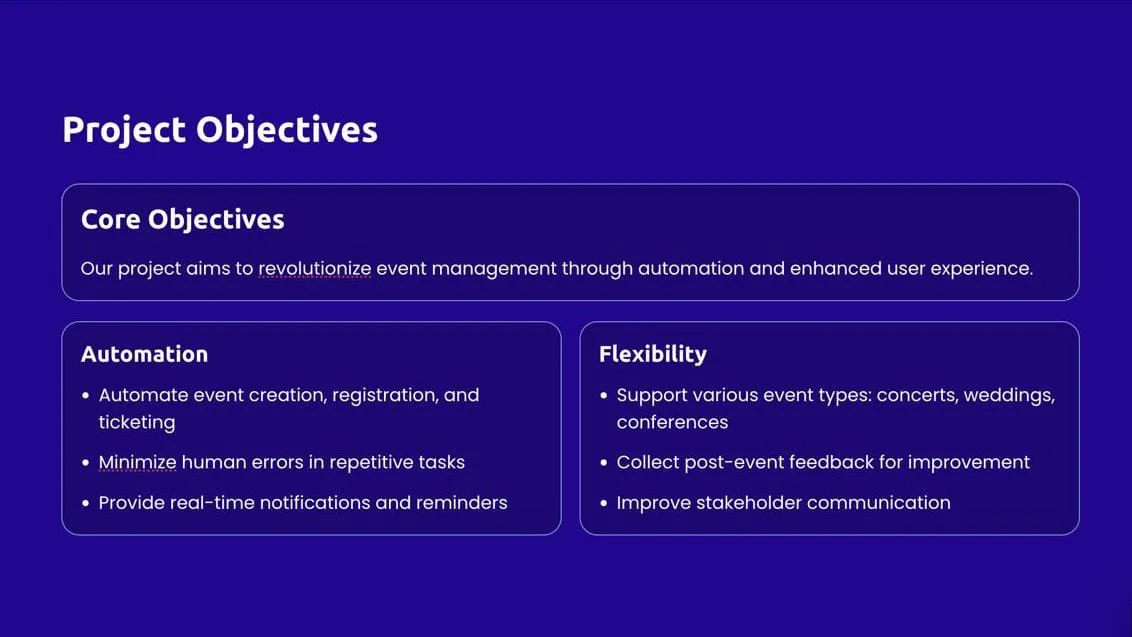 Project Objectives
Core Objectives
Our project aims to revolutionize event management through automation and enhanced user experience.
Automation
• Automate event creation, registration, and
ticketing
• Minimize human errors in repetitive tasks
• Provide real-time notifications and reminders
Flexibility
• Support various event types: concerts, weddings,
conferences
• Collect post-event feedback for improvement
• Improve stakeholder communication